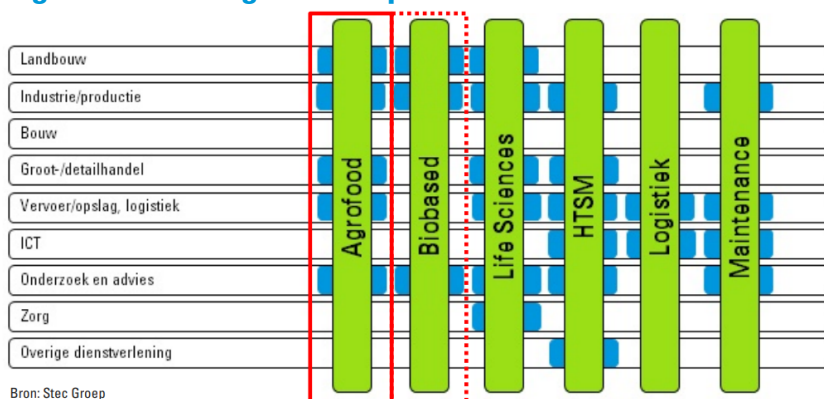 Landbouw
Industrie/productie
Bouw
Groot-/detailhandel
Vervoer/opslag, logistiek
ICT
Onderzoek en advies
Zorg
Overige dienstverlening
Agrofood
Biobased
Life Sciences
HTSM
Logistiek
Maintenance
Bron: Stec Groep